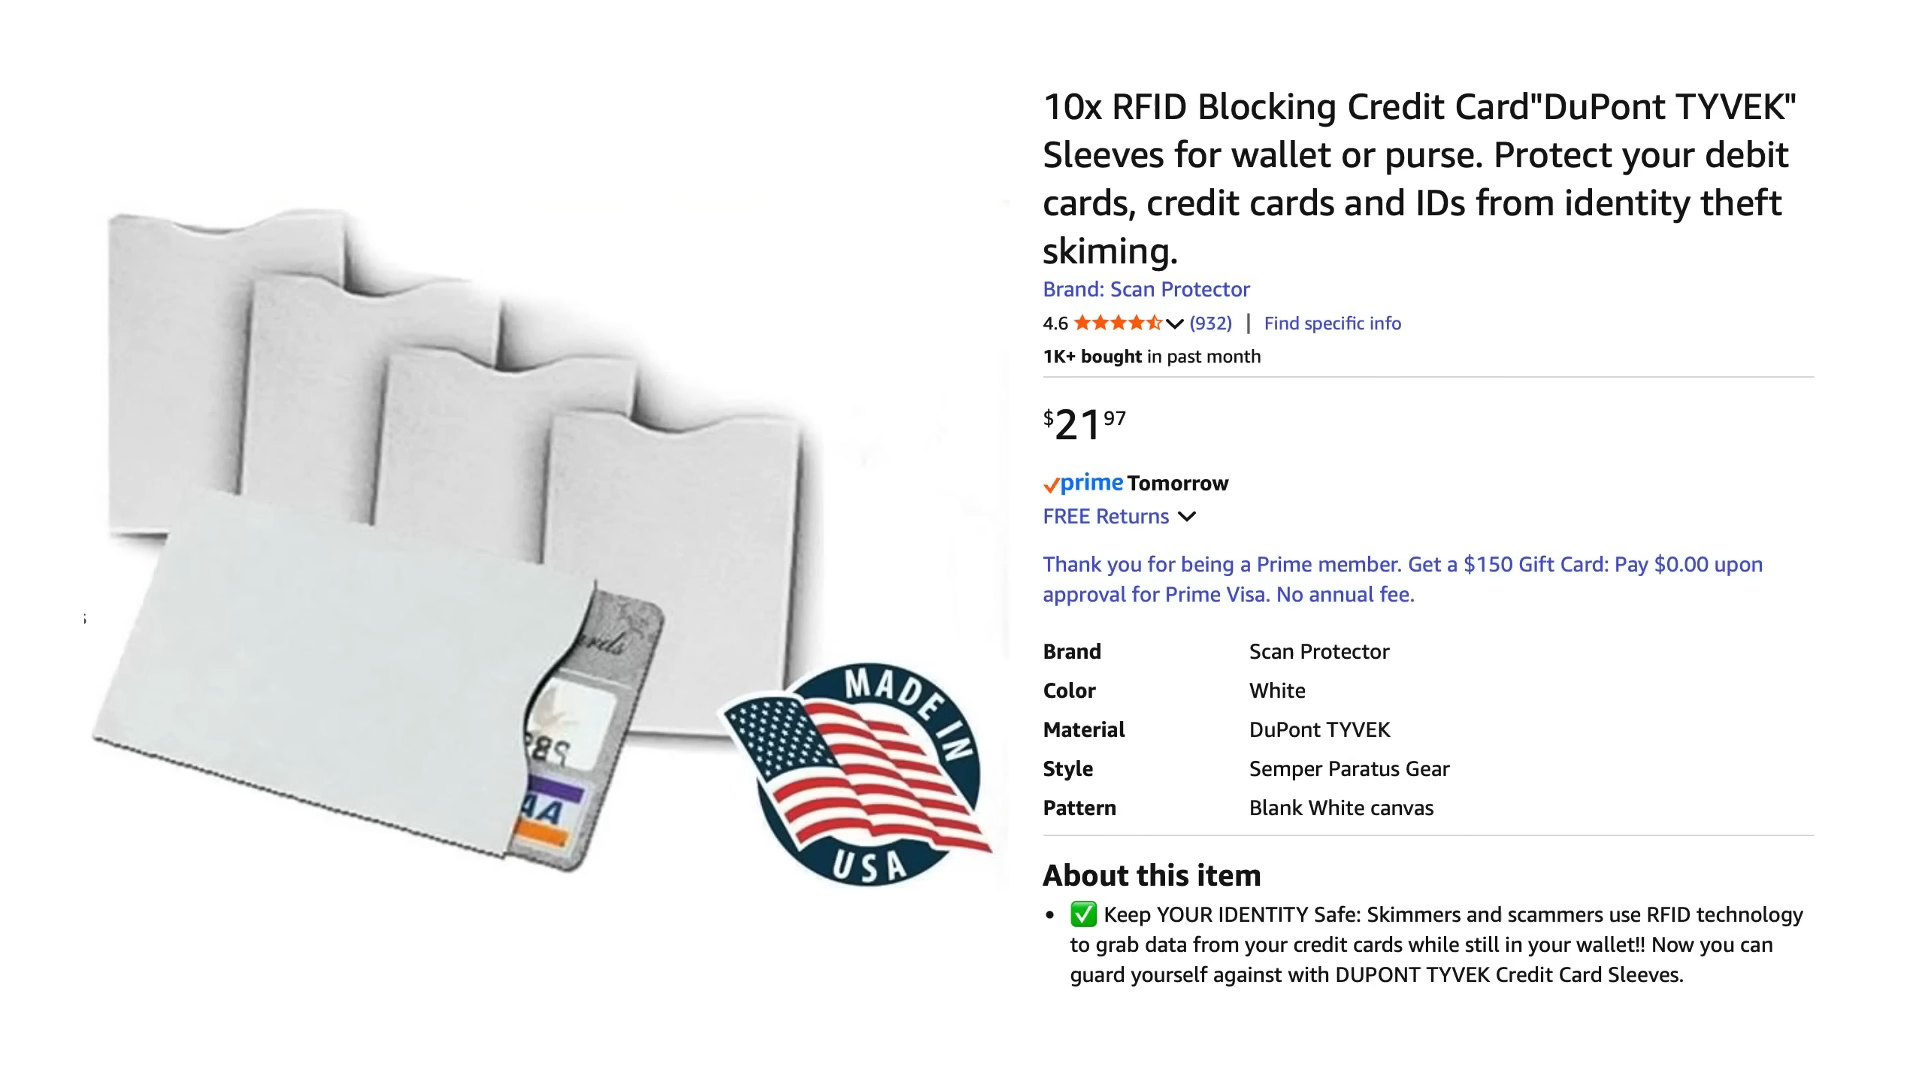 10x RFID Blocking Credit Card"DuPont TYVEK"
Sleeves for wallet or purse. Protect your debit
cards, credit cards and IDs from identity theft
skiming.
Brand: Scan Protector
4.6 (932) | Find specific info
1K+ bought in past month
$21 97
prime Tomorrow
FREE Returns
Thank you for being a Prime member. Get a $150 Gift Card: Pay $0.00 upon
approval for Prime Visa. No annual fee.
Brand Scan Protector
Color White
Material DuPont TYVEK
Style Semper Paratus Gear
Pattern Blank White canvas
About this item
• ✅ Keep YOUR IDENTITY Safe: Skimmers and scammers use RFID technology
to grab data from your credit cards while still in your wallet!! Now you can
guard yourself against with DUPONT TYVEK Credit Card Sleeves.
MADE IN
USA